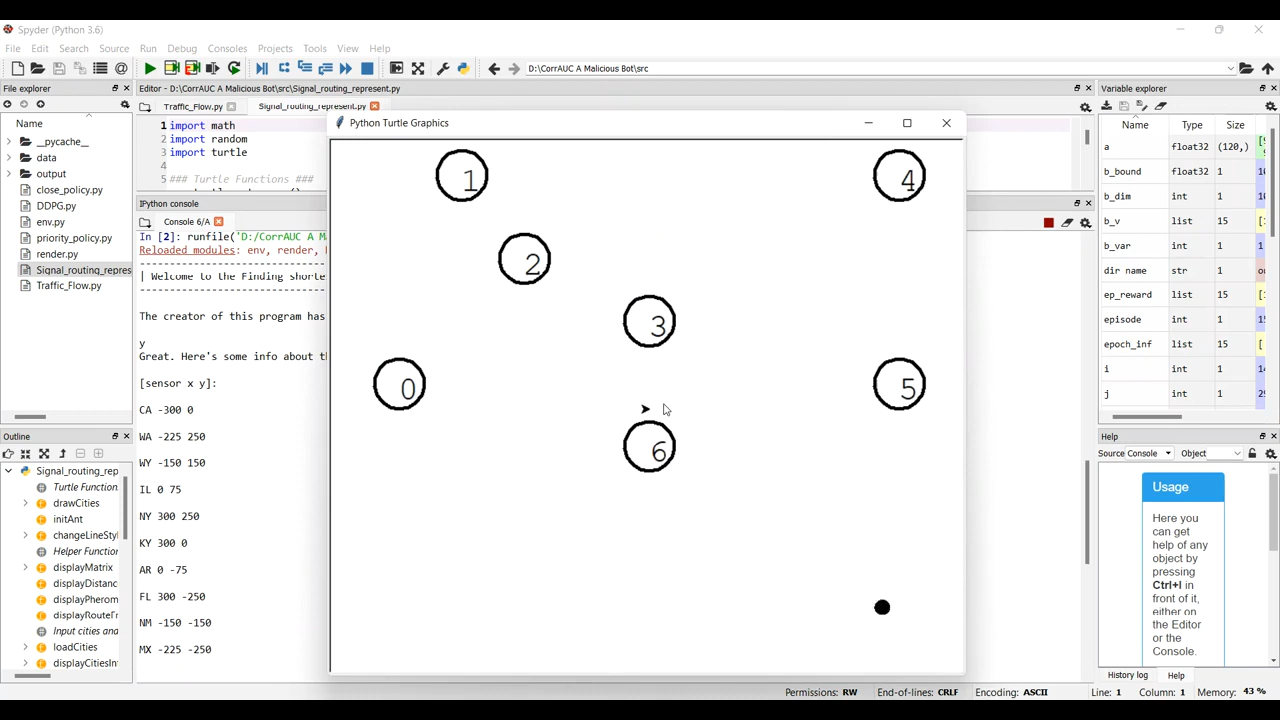 Spyder (Python 3.6)
File Edit Search Source Run Debug Consoles Projects Tools View Help
D:\CorrAUC A Malicious Bot\src
File explorer
Name
__pycache__
data
output
close_policy.py
DDPG.py
env.py
priority_policy.py
render.py
Signal_routing_repres
Traffic_Flow.py
Outline
Signal_routing_rep
Turtle Function
drawCities
initAnt
changeLineStyl
Helper Functio
displayMatrix
displayDistanc
displayPherom
displayRouteFr
Input cities and
loadCities
displayCitiesInf
Editor - D:\CorrAUC A Malicious Bot\src\Signal_routing_represent.py
Traffic_Flow.py Signal_routing_represent.py
1 import math
2 import random
3 import turtle
4
5 ### Turtle Functions ###
IPython console
Console 6/A
In [2]: runfile('D:/CorrAUC A M
Reloaded modules: env, render,
| Welcome to the Finding shorte
The creator of this program has
y
Great. Here's some info about t
[sensor x y]:
CA -300 0
WA -225 250
WY -150 150
IL 0 75
NY 300 250
KY 300 0
AR 0 -75
FL 300 -250
NM -150 -150
MX -225 -250
Python Turtle Graphics
1
4
2
3
0
5
6
Variable explorer
Name Type Size
a float32 (120,)
b_bound float32 1
b_dim int 1
b_v list 15
b_var int 1
dir name str 1
ep_reward list 15
episode int 1
epoch_inf list 15
i int 1
j int 1
Help
Source Console Object
Usage
Here you
can get
help of any
object by
pressing
Ctrl+I in
front of it,
either on
the Editor
or the
Console.
History log Help
Permissions: RW End-of-lines: CRLF Encoding: ASCII Line: 1 Column: 1 Memory: 43 %